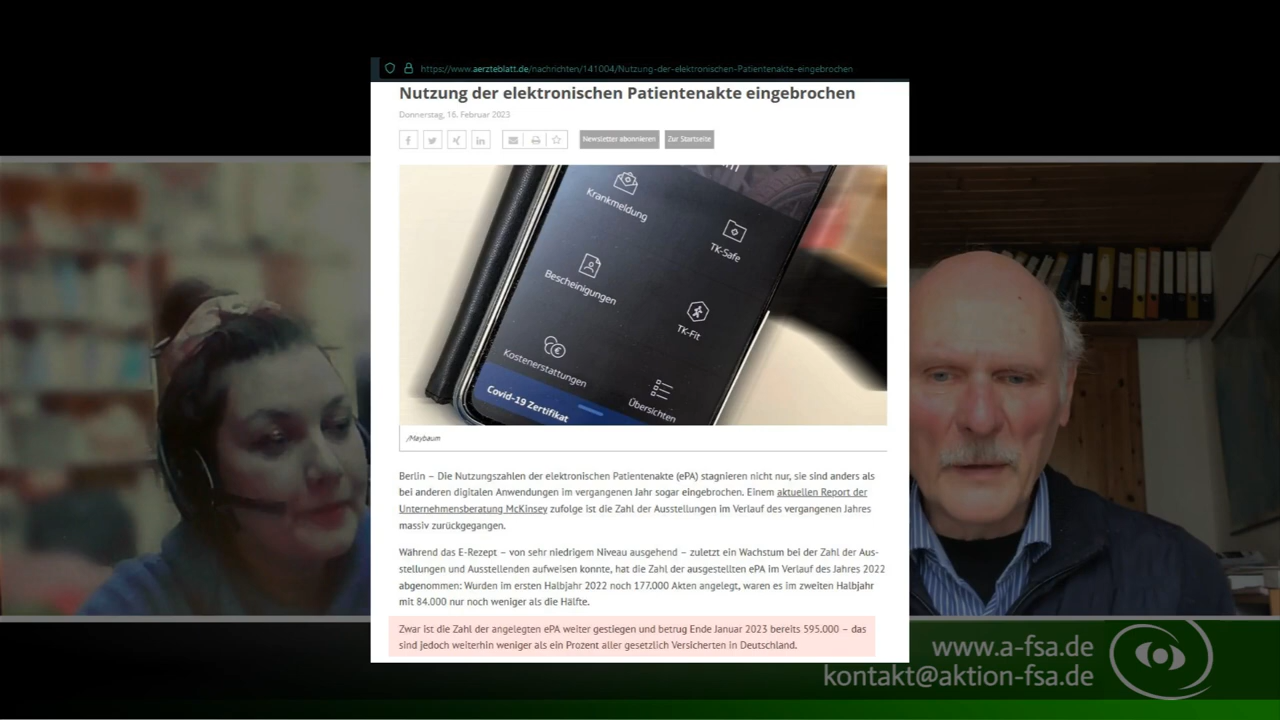 https://www.aerzteblatt.de/nachrichten/141004/Nutzung-der-elektronischen-Patientenakte-eingebrochen
Nutzung der elektronischen Patientenakte eingebrochen
Donnerstag, 16. Februar 2023
Newsletter abonnieren
Zur Startseite
Krankmeldung
TK-Safe
Bescheinigungen
TK-Fit
Kostenerstattungen
Übersichten
Covid-19 Zertifikat
/Maybaum
Berlin – Die Nutzungszahlen der elektronischen Patientenakte (ePA) stagnieren nicht nur, sie sind anders als
bei anderen digitalen Anwendungen im vergangenen Jahr sogar eingebrochen. Einem aktuellen Report der
Unternehmensberatung McKinsey zufolge ist die Zahl der Ausstellungen im Verlauf des vergangenen Jahres
massiv zurückgegangen.
Während das E-Rezept – von sehr niedrigem Niveau ausgehend – zuletzt ein Wachstum bei der Zahl der Aus-
stellungen und Ausstellenden aufweisen konnte, hat die Zahl der ausgestellten ePA im Verlauf des Jahres 2022
abgenommen: Wurden im ersten Halbjahr 2022 noch 177.000 Akten angelegt, waren es im zweiten Halbjahr
mit 84.000 nur noch weniger als die Hälfte.
Zwar ist die Zahl der angelegten ePA weiter gestiegen und betrug Ende Januar 2023 bereits 595.000 – das
sind jedoch weiterhin weniger als ein Prozent aller gesetzlich Versicherten in Deutschland.
www.a-fsa.de
kontakt@aktion-fsa.de